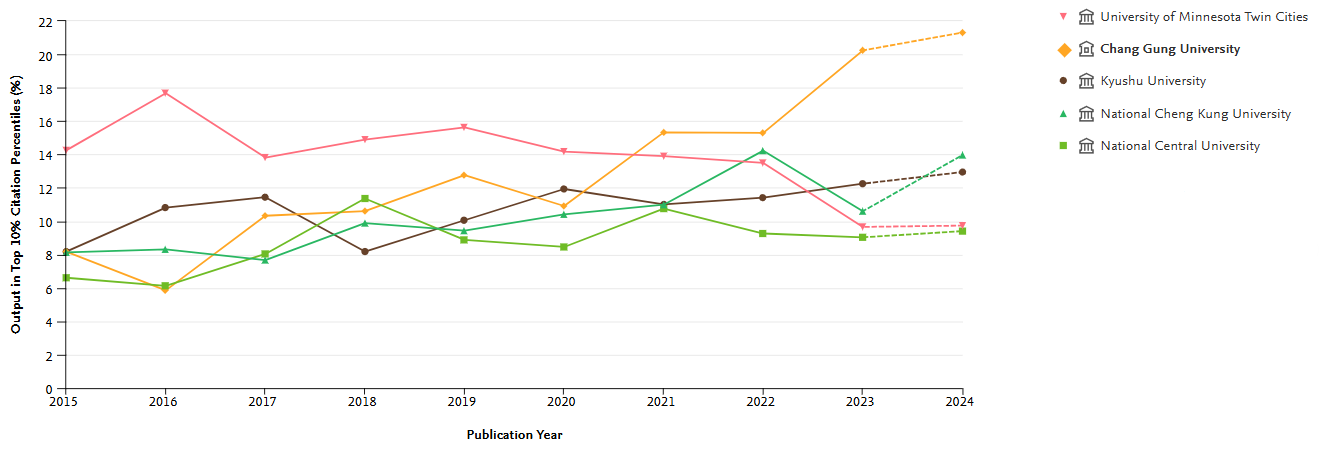 Output in Top 10% Citation Percentiles (%)
22
20
18
16
14
12
10
8
6
4
2
0
2015 2016 2017 2018 2019 2020 2021 2022 2023 2024
Publication Year
University of Minnesota Twin Cities
Chang Gung University
Kyushu University
National Cheng Kung University
National Central University